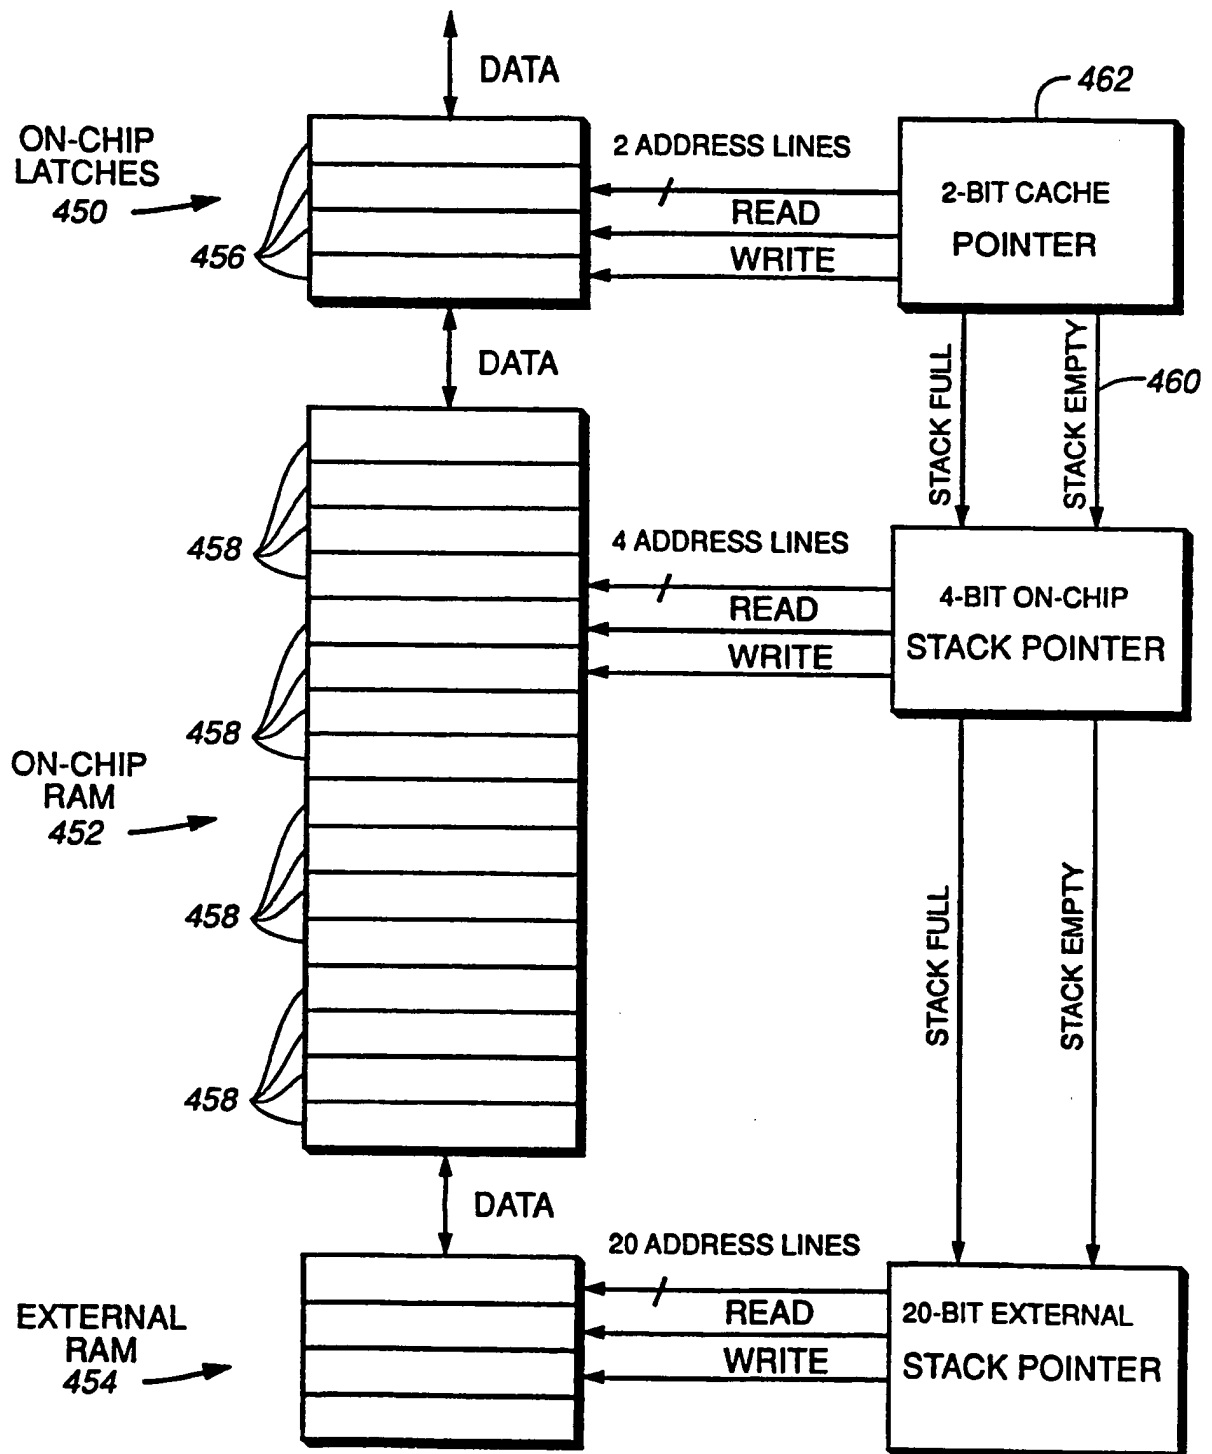 DATA
462
ON-CHIP
LATCHES
450
2 ADDRESS LINES
READ
WRITE
2-BIT CACHE
POINTER
456
DATA
STACK FULL
STACK EMPTY
460
458
4 ADDRESS LINES
READ
WRITE
4-BIT ON-CHIP
STACK POINTER
458
ON-CHIP
RAM
452
458
STACK FULL
STACK EMPTY
458
DATA
20 ADDRESS LINES
READ
WRITE
20-BIT EXTERNAL
STACK POINTER
EXTERNAL
RAM
454